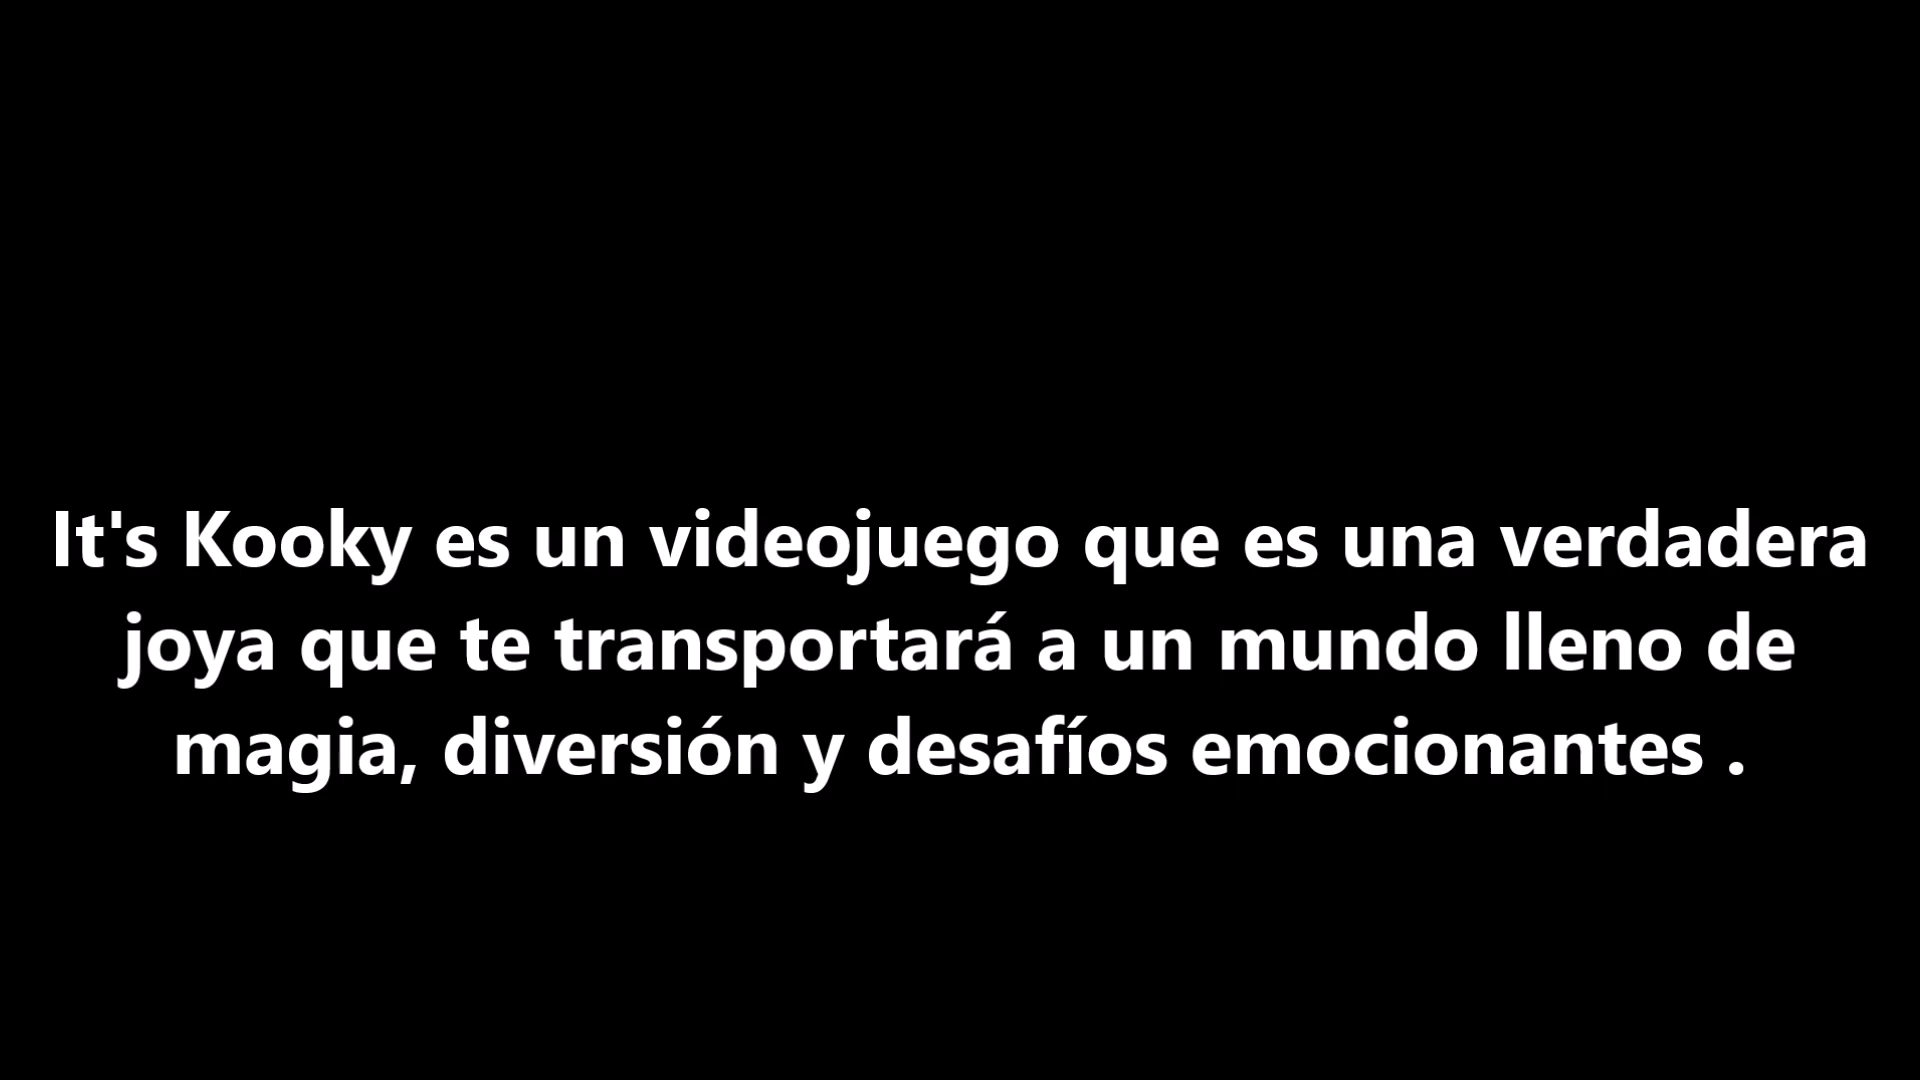 It's Kooky es un videojuego que es una verdadera
joya que te transportará a un mundo lleno de
magia, diversión y desafíos emocionantes .